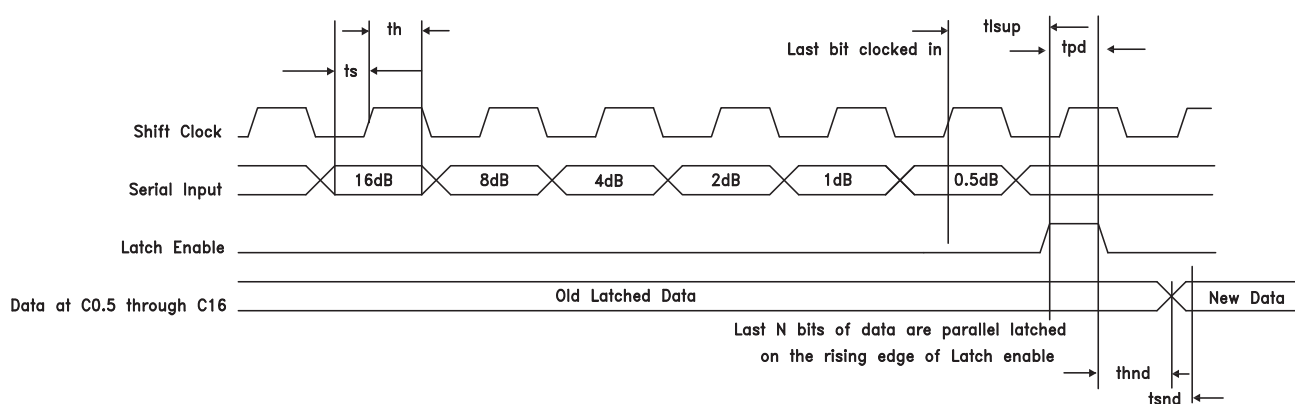 th
tlsup
Last bit clocked in
tpd
ts
Shift Clock
Serial Input
16dB
8dB
4dB
2dB
1dB
0.5dB
Latch Enable
Data at C0.5 through C16
Old Latched Data
New Data
Last N bits of data are parallel latched
on the rising edge of Latch enable
thnd
tsnd